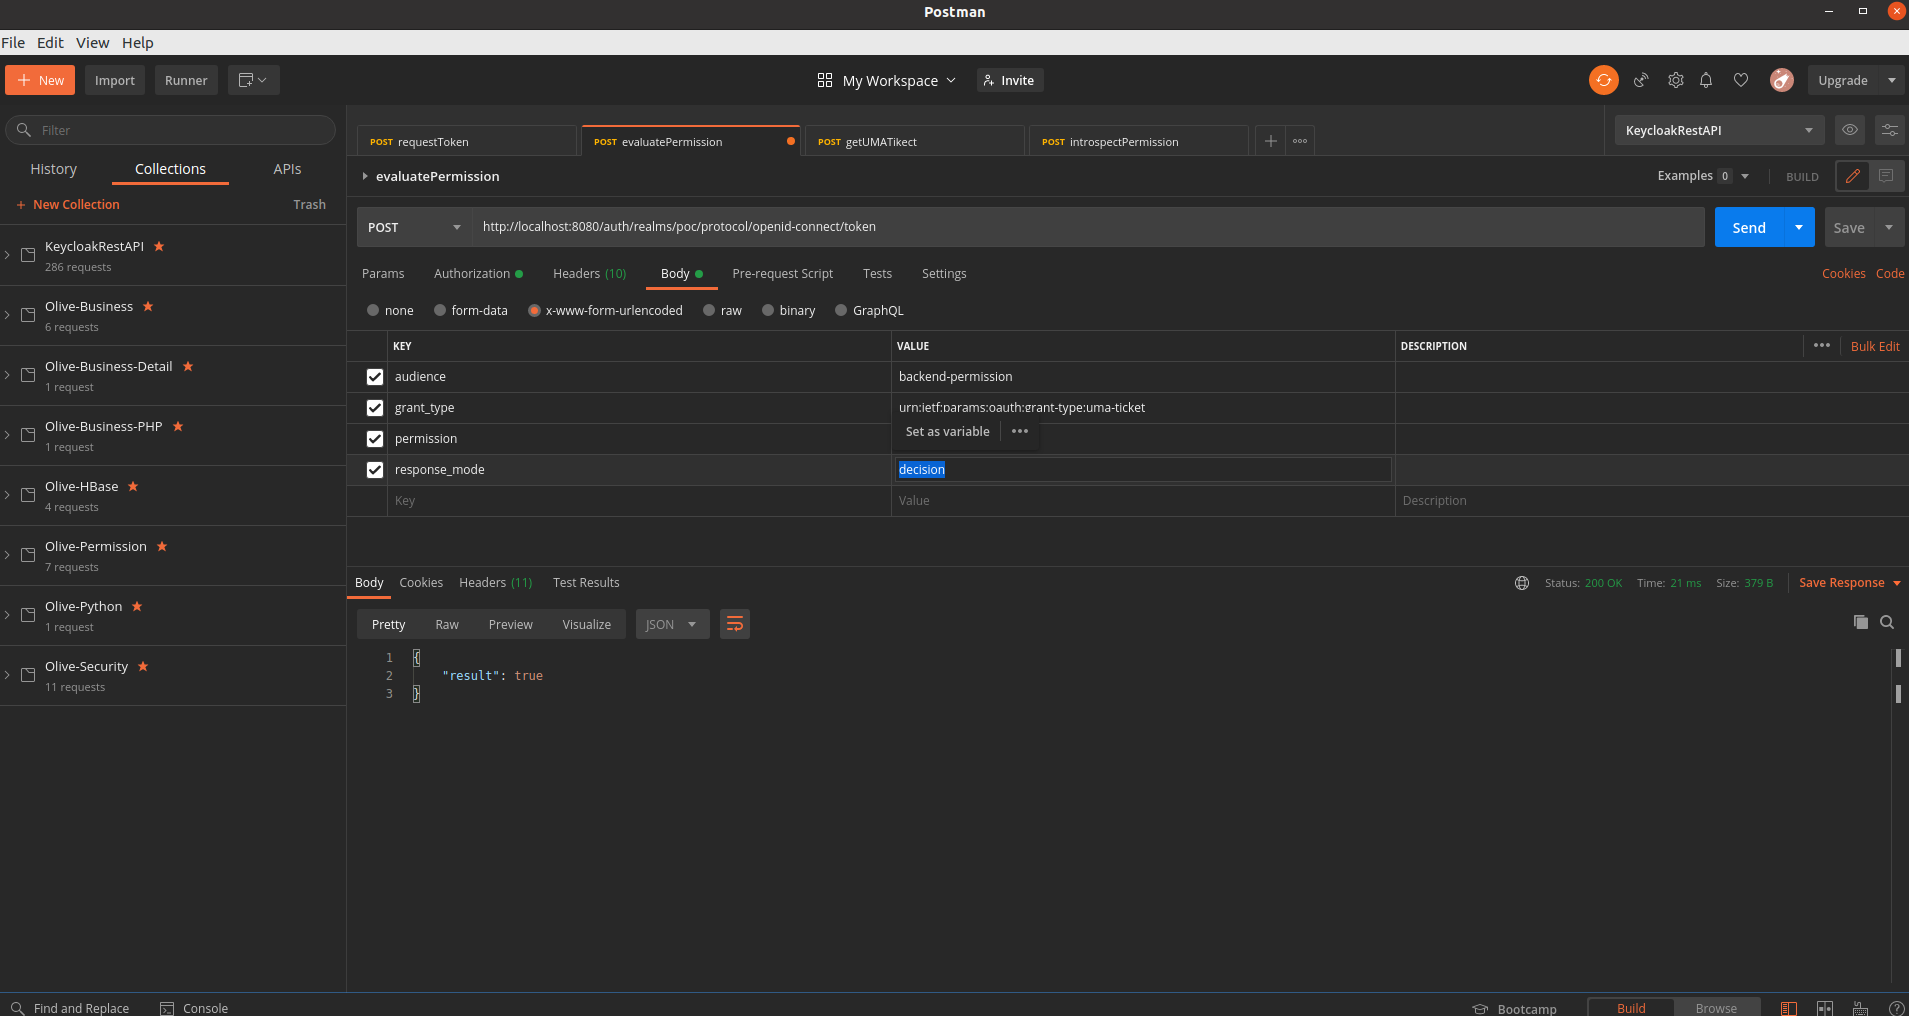 Postman
File Edit View Help
+ New Import Runner
My Workspace
Invite
Upgrade
Filter
History Collections APIs
+ New Collection Trash
KeycloakRestAPI
286 requests
Olive-Business
6 requests
Olive-Business-Detail
1 request
Olive-Business-PHP
1 request
Olive-HBase
4 requests
Olive-Permission
7 requests
Olive-Python
1 request
Olive-Security
11 requests
POST requestToken
POST evaluatePermission
POST getUMATikect
POST introspectPermission
KeycloakRestAPI
evaluatePermission
Examples 0
BUILD
POST http://localhost:8080/auth/realms/poc/protocol/openid-connect/token
Send Save
Params Authorization Headers (10) Body Pre-request Script Tests Settings
Cookies Code
none form-data x-www-form-urlencoded raw binary GraphQL
KEY VALUE DESCRIPTION
Bulk Edit
audience backend-permission
grant_type urn:ietf:params:oauth:grant-type:uma-ticket
Set as variable
permission
response_mode decision
Key Value Description
Body Cookies Headers (11) Test Results
Status: 200 OK Time: 21 ms Size: 379 B Save Response
Pretty Raw Preview Visualize JSON
1 {
2 "result": true
3 }
Find and Replace Console
Bootcamp Build Browse